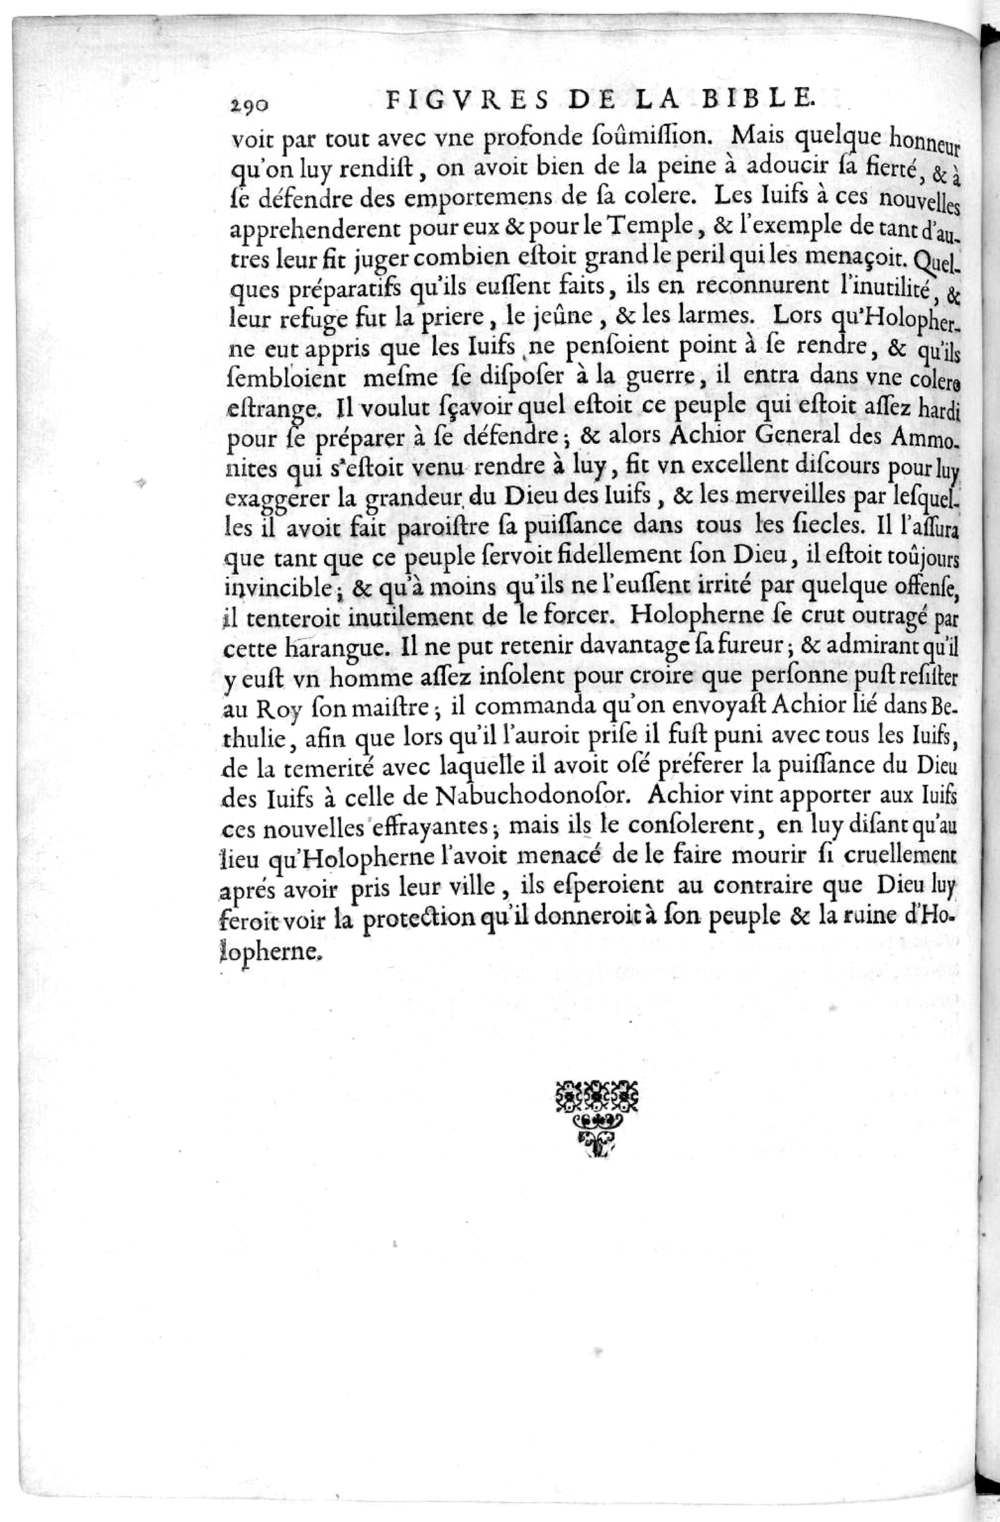 290 FIGVRES DE LA BIBLE.
voit par tout avec vne profonde ſoûmiſſion. Mais quelque honneur
qu'on luy rendiſt, on avoit bien de la peine à adoucir ſa fierté, & à
ſe défendre des emportemens de ſa colere. Les Iuifs à ces nouvelles
apprehenderent pour eux & pour le Temple, & l'exemple de tant d'au-
tres leur fit juger combien eſtoit grand le peril qui les menaçoit. Quel-
ques préparatifs qu'ils euſſent faits, ils en reconnurent l'inutilité, &
leur refuge fut la priere, le jeûne, & les larmes. Lors qu'Holopher-
ne eut appris que les Iuifs ne penſoient point à ſe rendre, & qu'ils
ſembloient meſme ſe diſpoſer à la guerre, il entra dans vne colere
eſtrange. Il voulut ſçavoir quel eſtoit ce peuple qui eſtoit aſſez hardi
pour ſe préparer à ſe défendre; & alors Achior General des Ammo-
nites qui s'eſtoit venu rendre à luy, fit vn excellent diſcours pour luy
exaggerer la grandeur du Dieu des Iuifs, & les merveilles par leſquel-
les il avoit fait paroiſtre ſa puiſſance dans tous les ſiecles. Il l'aſſura
que tant que ce peuple ſervoit fidellement ſon Dieu, il eſtoit toûjours
invincible; & qu'à moins qu'ils ne l'euſſent irrité par quelque offenſe,
il tenteroit inutilement de le forcer. Holopherne ſe crut outragé par
cette harangue. Il ne put retenir davantage ſa fureur; & admirant qu'il
y euſt vn homme aſſez inſolent pour croire que perſonne puſt reſiſter
au Roy ſon maiſtre; il commanda qu'on envoyaſt Achior lié dans Be-
thulie, afin que lors qu'il l'auroit priſe il fuſt puni avec tous les Iuifs,
de la temerité avec laquelle il avoit oſé préferer la puiſſance du Dieu
des Iuifs à celle de Nabuchodonoſor. Achior vint apporter aux Iuifs
ces nouvelles effrayantes; mais ils le conſolerent, en luy diſant qu'au
lieu qu'Holopherne l'avoit menacé de le faire mourir ſi cruellement
aprés avoir pris leur ville, ils eſperoient au contraire que Dieu luy
feroit voir la protection qu'il donneroit à ſon peuple & la ruine d'Ho-
lopherne.